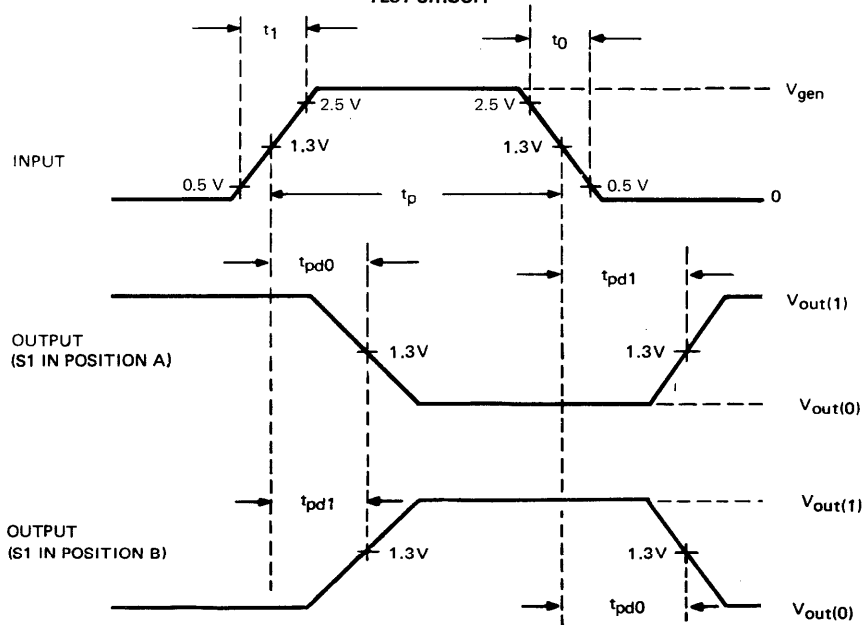 TEST CIRCUIT
t1
t0
Vgen
2.5 V
2.5 V
1.3V
1.3V
INPUT
0.5 V
0.5 V
tp
0
tpd0
tpd1
Vout(1)
OUTPUT
(S1 IN POSITION A)
1.3V
1.3V
Vout(0)
tpd1
Vout(1)
OUTPUT
(S1 IN POSITION B)
1.3V
1.3V
tpd0
Vout(0)